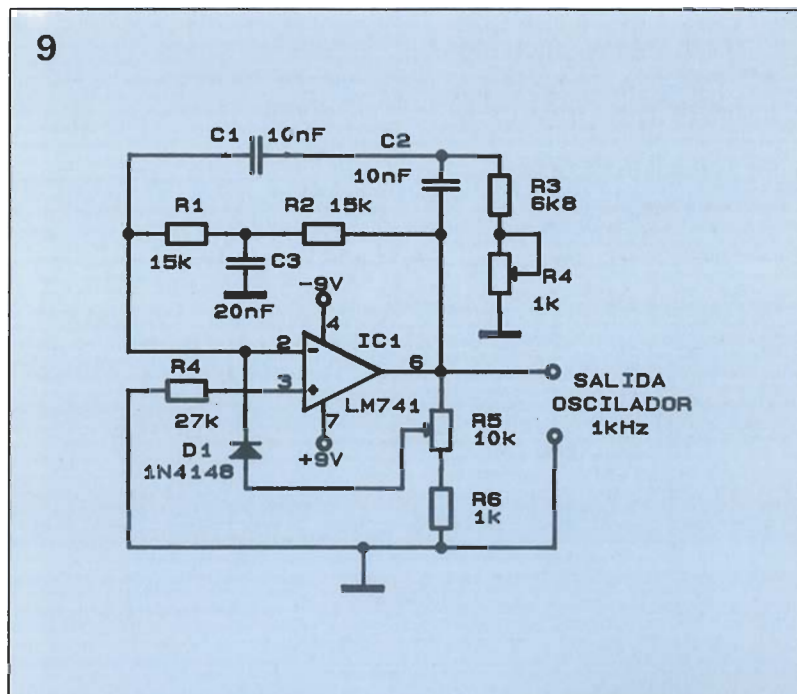 9
C1 10nF
C2
10nF
R3
6k8
R1
R2 15k
15k
C3
20nF
R4
1k
-9V
4
IC1
2
-
6
R4
3
+
27k
LM741
7
+9V
D1
1N4148
R5
10k
R6
1k
SALIDA
OSCILADOR
1kHz